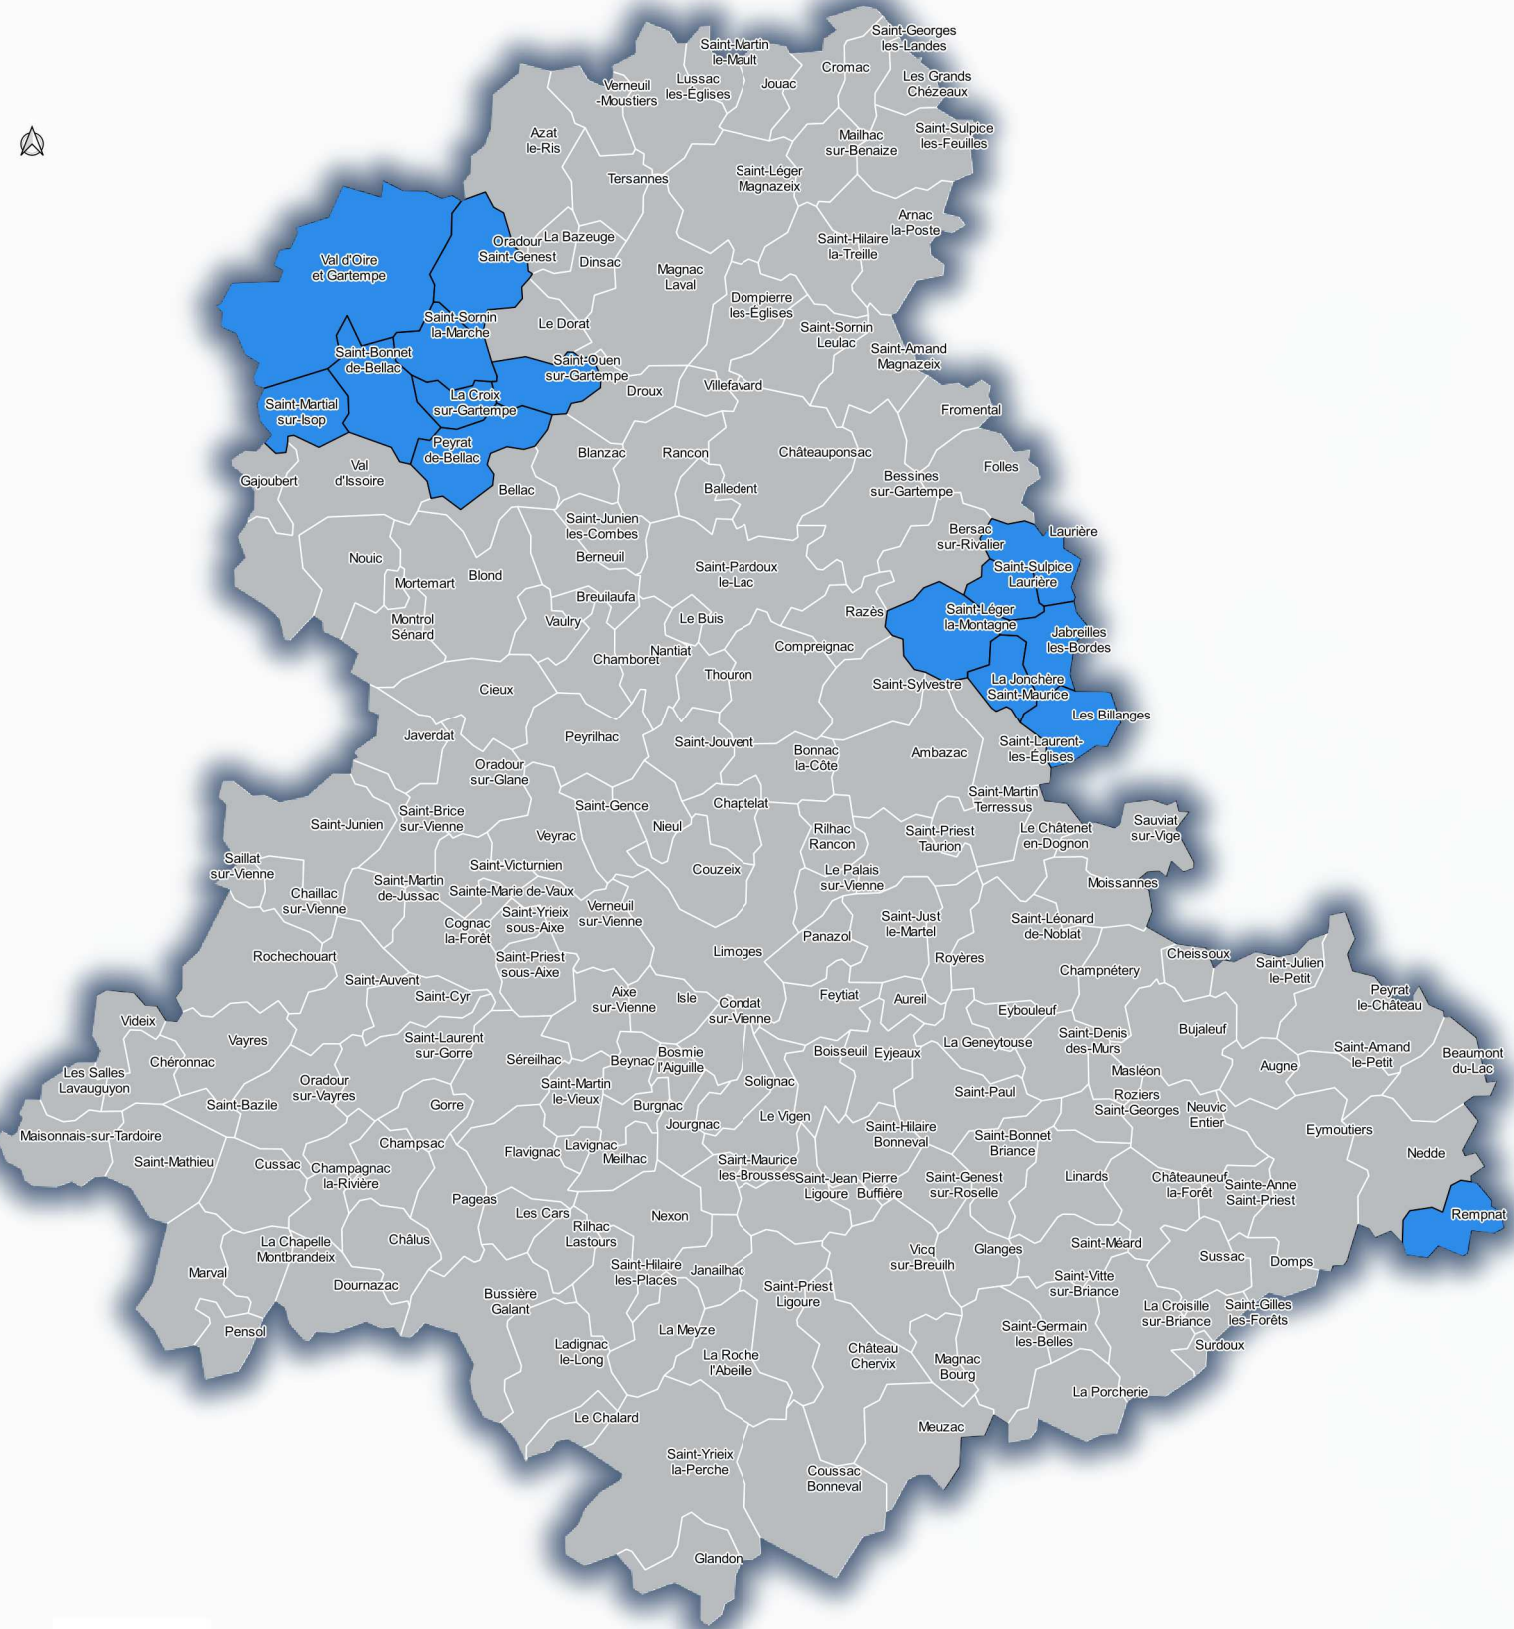 Saint-Georges
les-Landes
Saint-Martin
le-Mault
Cromac
Lussac
les-Églises
Jouac
Les Grands
Chézeaux
Verneuil
-Moustiers
Azat
le-Ris
Mailhac
sur-Benaize
Saint-Sulpice
les-Feuilles
Tersannes
Saint-Léger
Magnazeix
Arnac
la-Poste
Oradour
Saint-Genest
La Bazeuge
Saint-Hilaire
la-Treille
Val d'Oire
et Gartempe
Dinsac
Magnac
Laval
Dompierre
les-Églises
Saint-Sornin
la-Marche
Le Dorat
Saint-Sornin
Leulac
Saint-Bonnet
de-Bellac
Saint-Ouen
sur-Gartempe
Saint-Amand
Magnazeix
Droux
Villefavard
Saint-Martial
sur-Isop
La Croix
sur-Gartempe
Fromental
Peyrat
de-Bellac
Blanzac
Rancon
Châteauponsac
Gajoubert
Val
d'Issoire
Folles
Bellac
Balledent
Bessines
sur-Gartempe
Saint-Junien
les-Combes
Bersac
sur-Rivalier
Laurière
Nouic
Berneuil
Saint-Pardoux
le-Lac
Saint-Sulpice
Laurière
Mortemart
Blond
Breuilaufa
Montrol
Sénard
Vaulry
Le Buis
Razès
Saint-Léger
la-Montagne
Chamboret
Nantiat
Compreignac
Jabreilles
les-Bordes
Cieux
Thouron
Saint-Sylvestre
La Jonchère
Saint-Maurice
Les Billanges
Javerdat
Peyrilhac
Saint-Jouvent
Bonnac
la-Côte
Ambazac
Saint-Laurent-
les-Églises
Oradour
sur-Glane
Saint-Gence
Chaptelat
Saint-Martin
Terressus
Saint-Junien
Saint-Brice
sur-Vienne
Veyrac
Nieul
Rilhac
Rancon
Saint-Priest
Taurion
Le Châtenet
en-Dognon
Sauviat
sur-Vige
Saillat
sur-Vienne
Saint-Victurnien
Couzeix
Le Palais
sur-Vienne
Moissannes
Chaillac
sur-Vienne
Saint-Martin
de-Jussac
Sainte-Marie de-Vaux
Cognac
la-Forêt
Saint-Yrieix
sous-Aixe
Verneuil
sur-Vienne
Panazol
Saint-Just
le-Martel
Saint-Léonard
de-Noblat
Rochechouart
Saint-Auvent
Saint-Priest
sous-Aixe
Limoges
Royères
Champnétery
Cheissoux
Saint-Julien
le-Petit
Saint-Cyr
Aixe
sur-Vienne
Isle
Condat
sur-Vienne
Feytiat
Aureil
Eybouleuf
Peyrat
le-Château
Videix
Vayres
Saint-Laurent
sur-Gorre
Séreilhac
Beynac
Bosmie
l'Aiguille
Boisseuil
Eyjeaux
La Geneytouse
Saint-Denis
des-Murs
Bujaleuf
Saint-Amand
le-Petit
Beaumont
du-Lac
Chéronnac
Les Salles
Lavauguyon
Oradour
sur-Vayres
Saint-Martin
le-Vieux
Solignac
Saint-Paul
Masléon
Augne
Saint-Bazile
Gorre
Burgnac
Jourgnac
Le Vigen
Roziers
Saint-Georges
Neuvic
Entier
Maisonnais-sur-Tardoire
Champsac
Flavignac
Lavignac
Meilhac
Saint-Hilaire
Bonneval
Saint-Bonnet
Briance
Eymoutiers
Nedde
Saint-Mathieu
Cussac
Champagnac
la-Rivière
Saint-Maurice
les-Brousses
Saint-Jean
Ligoure
Pierre
Buffière
Saint-Genest
sur-Roselle
Linards
Châteauneuf
la-Forêt
Sainte-Anne
Saint-Priest
Pageas
Les Cars
Rilhac
Lastours
Nexon
Rempnat
La Chapelle
Montbrandeix
Châlus
Vicq
sur-Breuilh
Glanges
Saint-Méard
Sussac
Domps
Marval
Dournazac
Saint-Hilaire
les-Places
Janailhac
Saint-Priest
Ligoure
Saint-Vitte
sur-Briance
Bussière
Galant
La Croisille
sur-Briance
Saint-Gilles
les-Forêts
Pensol
La Meyze
Saint-Germain
les-Belles
Surdoux
Ladignac
le-Long
La Roche
l'Abeille
Château
Chervix
Magnac
Bourg
La Porcherie
Le Chalard
Meuzac
Saint-Yrieix
la-Perche
Coussac
Bonneval
Glandon